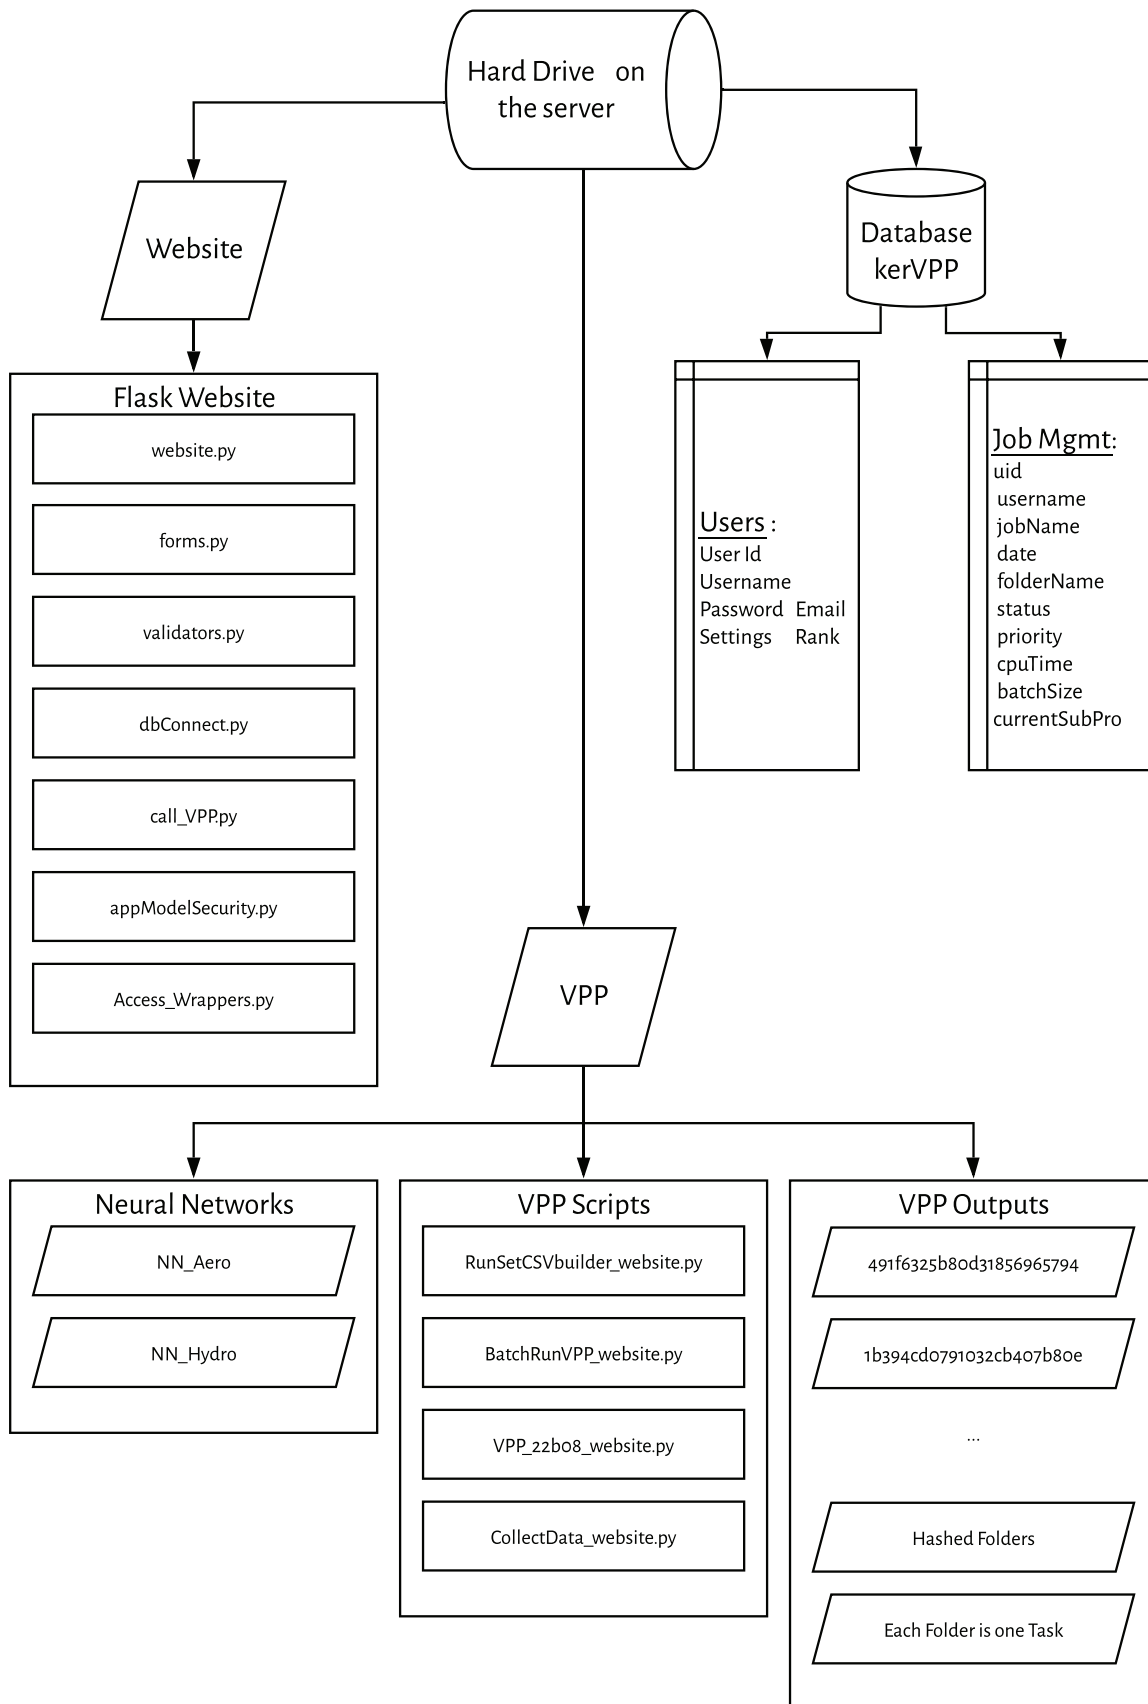 Hard Drive on
the server
Website
Database
kerVPP
Flask Website
website.py
forms.py
validators.py
dbConnect.py
call_VPP.py
appModelSecurity.py
Access_Wrappers.py
Users :
User Id
Username
Password Email
Settings Rank
Job Mgmt:
uid
username
jobName
date
folderName
status
priority
cpuTime
batchSize
currentSubPro
VPP
Neural Networks
NN_Aero
NN_Hydro
VPP Scripts
RunSetCSVbuilder_website.py
BatchRunVPP_website.py
VPP_22b08_website.py
CollectData_website.py
VPP Outputs
491f6325b80d31856965794
1b394cd0791032cb407b80e
...
Hashed Folders
Each Folder is one Task